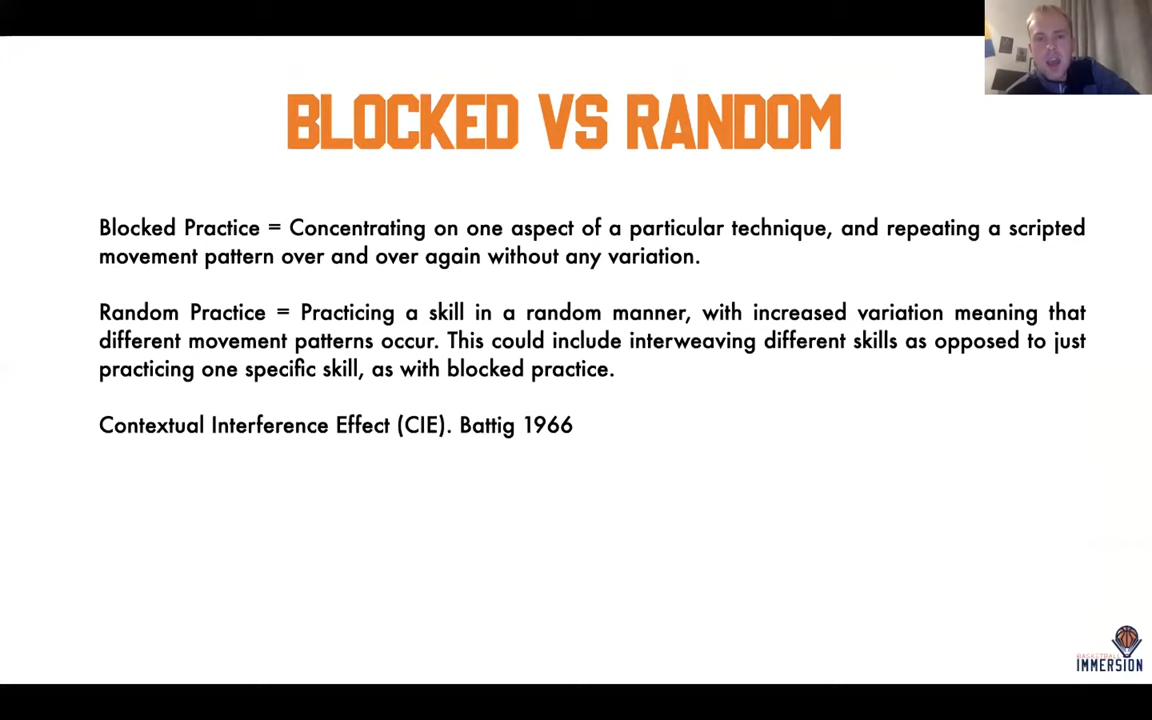 BLOCKED VS RANDOM
Blocked Practice = Concentrating on one aspect of a particular technique, and repeating a scripted
movement pattern over and over again without any variation.
Random Practice = Practicing a skill in a random manner, with increased variation meaning that
different movement patterns occur. This could include interweaving different skills as opposed to just
practicing one specific skill, as with blocked practice.
Contextual Interference Effect (CIE). Battig 1966
BASKETBALL
IMMERSION